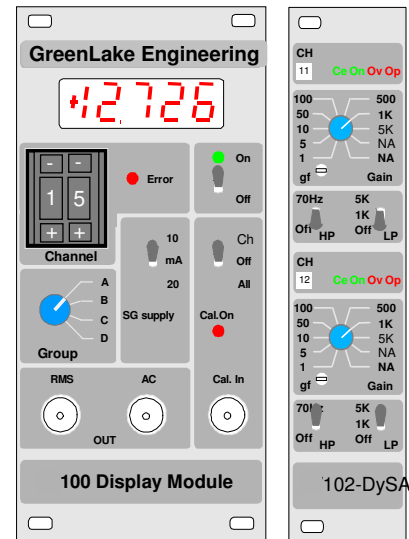 GreenLake Engineering
+12.726
On
Error
Off
- -
1 5
+ +
Channel
10
mA
20
SG supply
Ch
Off
All
Cal.On
A
B
C
D
Group
RMS AC Cal. In
OUT
100 Display Module
CH
11 Ce On Ov Op
100 500
50 1K
10 5K
5 NA
1 NA
gf Gain
70Hz 5K
1K
Off HP Off LP
CH
12 Ce On Ov Op
100 500
50 1K
10 5K
5 NA
1 NA
gf Gain
5K
1K
Off HP Off LP
102-DySA